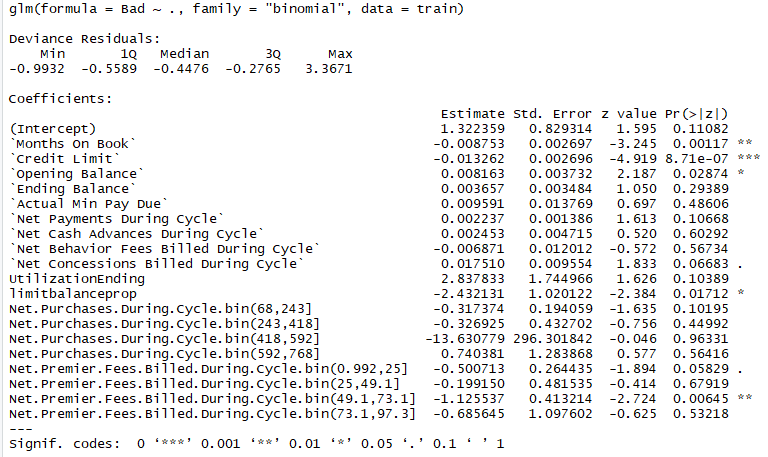 glm(formula = Bad ~ ., family = "binomial", data = train)
Deviance Residuals:
Min 1Q Median 3Q Max
-0.9932 -0.5589 -0.4476 -0.2765 3.3671
Coefficients:
Estimate Std. Error z value Pr(>|z|)
(Intercept) 1.322359 0.829314 1.595 0.11082
`Months On Book` -0.008753 0.002697 -3.245 0.00117 **
`Credit Limit` -0.013262 0.002696 -4.919 8.71e-07 ***
`Opening Balance` 0.008163 0.003732 2.187 0.02874 *
`Ending Balance` 0.003657 0.003484 1.050 0.29389
`Actual Min Pay Due` 0.009591 0.013769 0.697 0.48606
`Net Payments During Cycle` 0.002237 0.001386 1.613 0.10668
`Net Cash Advances During Cycle` 0.002453 0.004715 0.520 0.60292
`Net Behavior Fees Billed During Cycle` -0.006871 0.012012 -0.572 0.56734
`Net Concessions Billed During Cycle` 0.017510 0.009554 1.833 0.06683 .
UtilizationEnding 2.837833 1.744966 1.626 0.10389
limitbalanceprop -2.432131 1.020122 -2.384 0.01712 *
Net.Purchases.During.Cycle.bin(68,243] -0.317374 0.194059 -1.635 0.10195
Net.Purchases.During.Cycle.bin(243,418] -0.326925 0.432702 -0.756 0.44992
Net.Purchases.During.Cycle.bin(418,592] -13.630779 296.301842 -0.046 0.96331
Net.Purchases.During.Cycle.bin(592,768] 0.740381 1.283868 0.577 0.56416
Net.Premier.Fees.Billed.During.Cycle.bin(0.992,25] -0.500713 0.264435 -1.894 0.05829 .
Net.Premier.Fees.Billed.During.Cycle.bin(25,49.1] -0.199150 0.481535 -0.414 0.67919
Net.Premier.Fees.Billed.During.Cycle.bin(49.1,73.1] -1.125537 0.413214 -2.724 0.00645 **
Net.Premier.Fees.Billed.During.Cycle.bin(73.1,97.3] -0.685645 1.097602 -0.625 0.53218
---
Signif. codes: 0 ‘***’ 0.001 ‘**’ 0.01 ‘*’ 0.05 ‘.’ 0.1 ‘ ’ 1